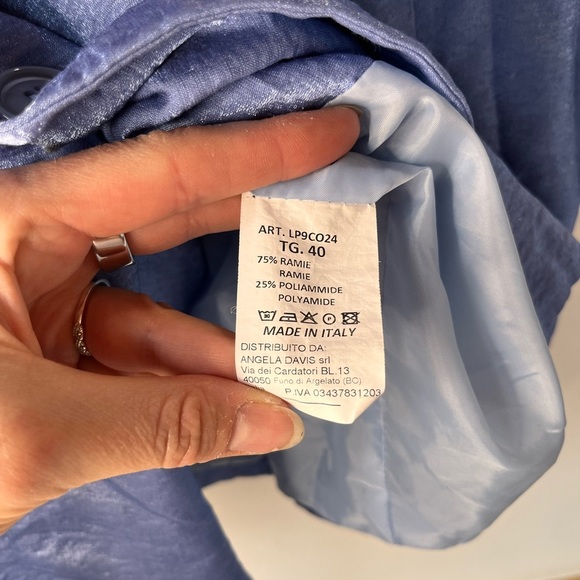 ART. LP9CO24
TG. 40
75% RAMIE
RAMIE
25% POLIAMMIDE
POLYAMIDE
MADE IN ITALY
DISTRIBUITO DA:
ANGELA DAVIS srl
Via dei Cardatori BL.13
40050 Funo di Argelato (BO)
P.IVA 03437831203